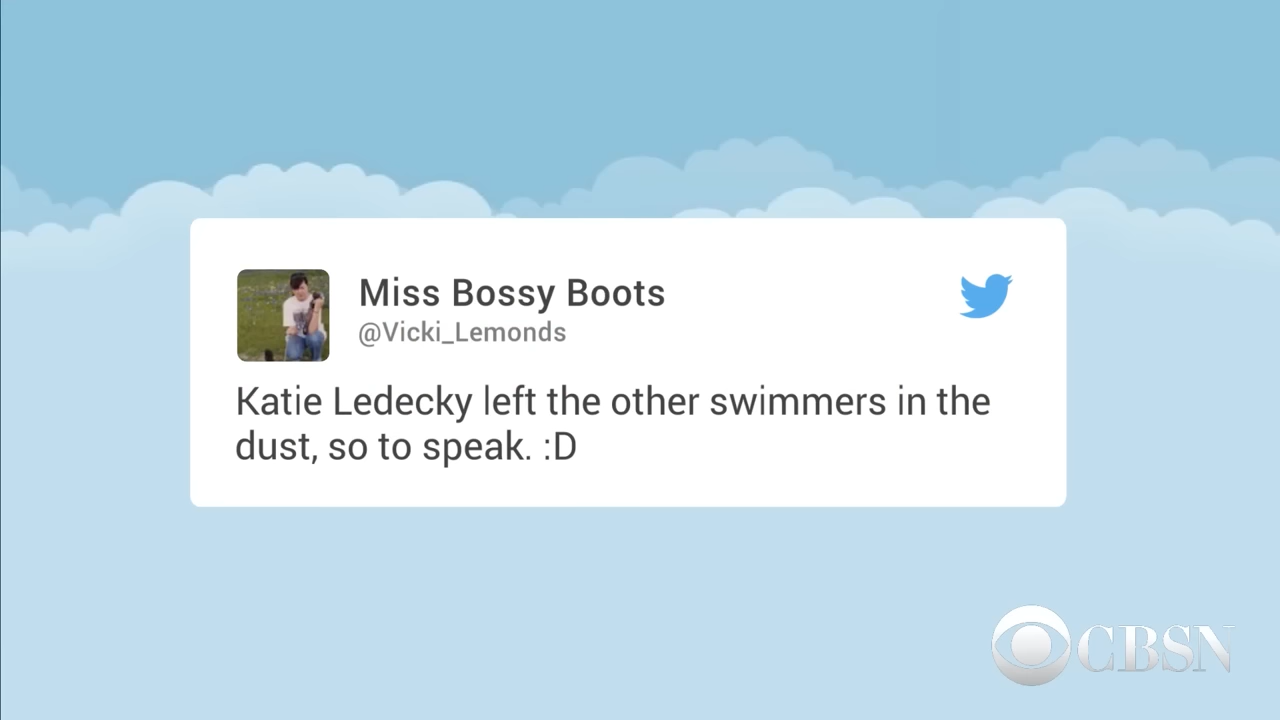 Miss Bossy Boots
@Vicki_Lemonds
Katie Ledecky left the other swimmers in the
dust, so to speak. :D
CBSN